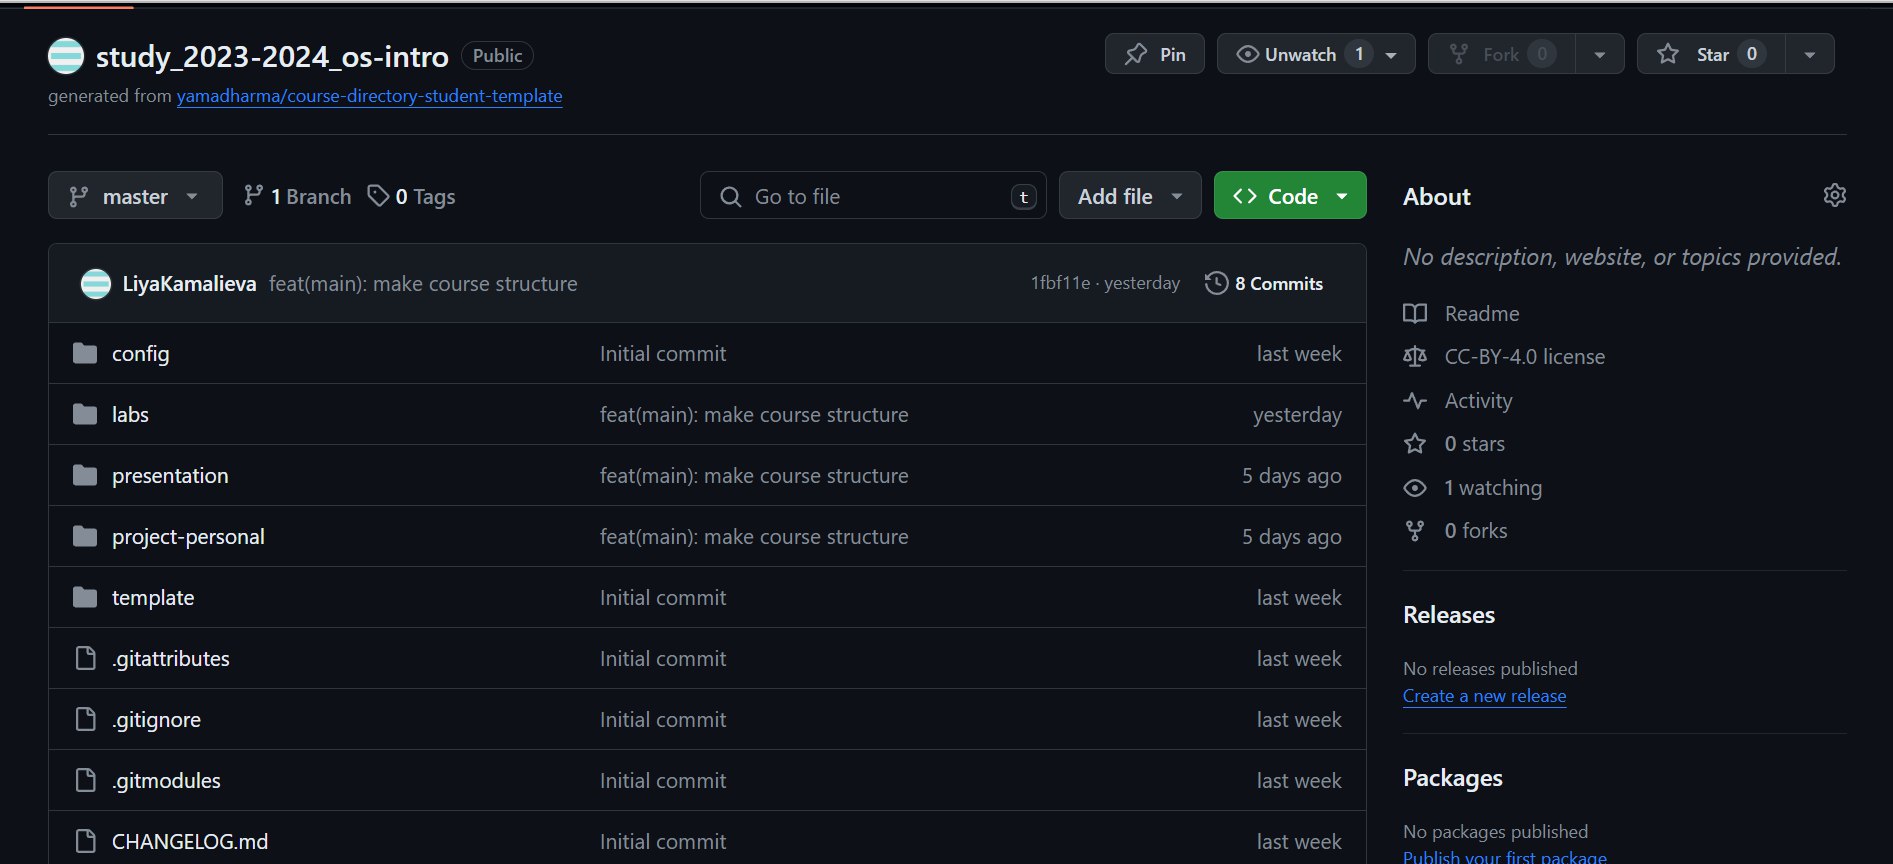 study_2023-2024_os-intro Public Pin Unwatch 1 Fork 0 Star 0
generated from yamadharma/course-directory-student-template
master 1 Branch 0 Tags Go to file t Add file Code
LiyaKamalieva feat(main): make course structure 1fbf11e · yesterday 8 Commits
config Initial commit last week
labs feat(main): make course structure yesterday
presentation feat(main): make course structure 5 days ago
project-personal feat(main): make course structure 5 days ago
template Initial commit last week
.gitattributes Initial commit last week
.gitignore Initial commit last week
.gitmodules Initial commit last week
CHANGELOG.md Initial commit last week
About
No description, website, or topics provided.
Readme
CC-BY-4.0 license
Activity
0 stars
1 watching
0 forks
Releases
No releases published
Create a new release
Packages
No packages published
Publish your first package